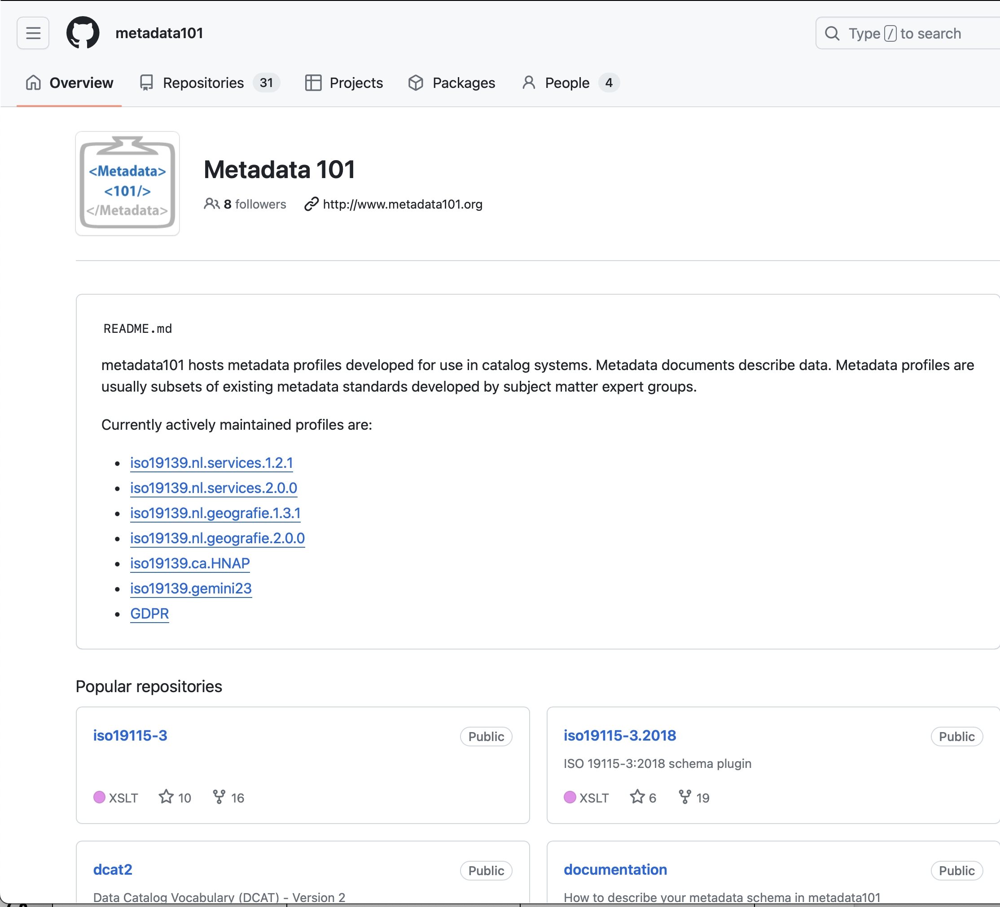 metadata101
Type / to search
Overview
Repositories 31
Projects
Packages
People 4
<Metadata>
<101/>
</Metadata>
Metadata 101
8 followers
http://www.metadata101.org
README.md
metadata101 hosts metadata profiles developed for use in catalog systems. Metadata documents describe data. Metadata profiles are
usually subsets of existing metadata standards developed by subject matter expert groups.
Currently actively maintained profiles are:
• iso19139.nl.services.1.2.1
• iso19139.nl.services.2.0.0
• iso19139.nl.geografie.1.3.1
• iso19139.nl.geografie.2.0.0
• iso19139.ca.HNAP
• iso19139.gemini23
• GDPR
Popular repositories
iso19115-3
Public
XSLT 10 16
iso19115-3.2018
Public
ISO 19115-3:2018 schema plugin
XSLT 6 19
dcat2
Public
Data Catalog Vocabulary (DCAT) - Version 2
documentation
Public
How to describe your metadata schema in metadata101